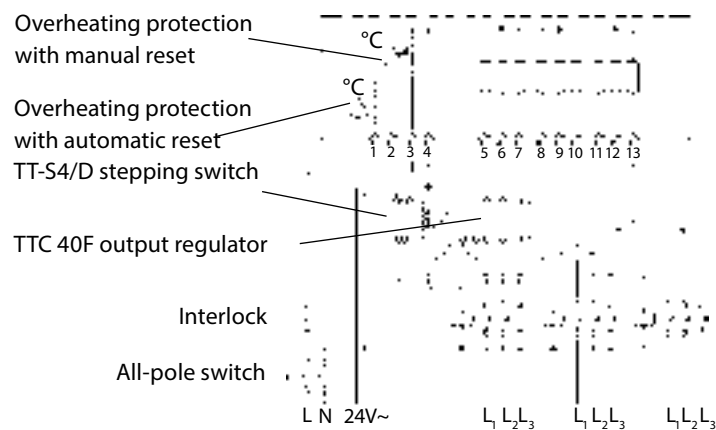 Overheating protection
with manual reset
°C
°C
Overheating protection
with automatic reset
1 2 3 4 5 6 7 8 9 10 11 12 13
TT-S4/D stepping switch
TTC 40F output regulator
Interlock
All-pole switch
L N 24V~ L1 L2 L3 L1 L2 L3 L1 L2 L3